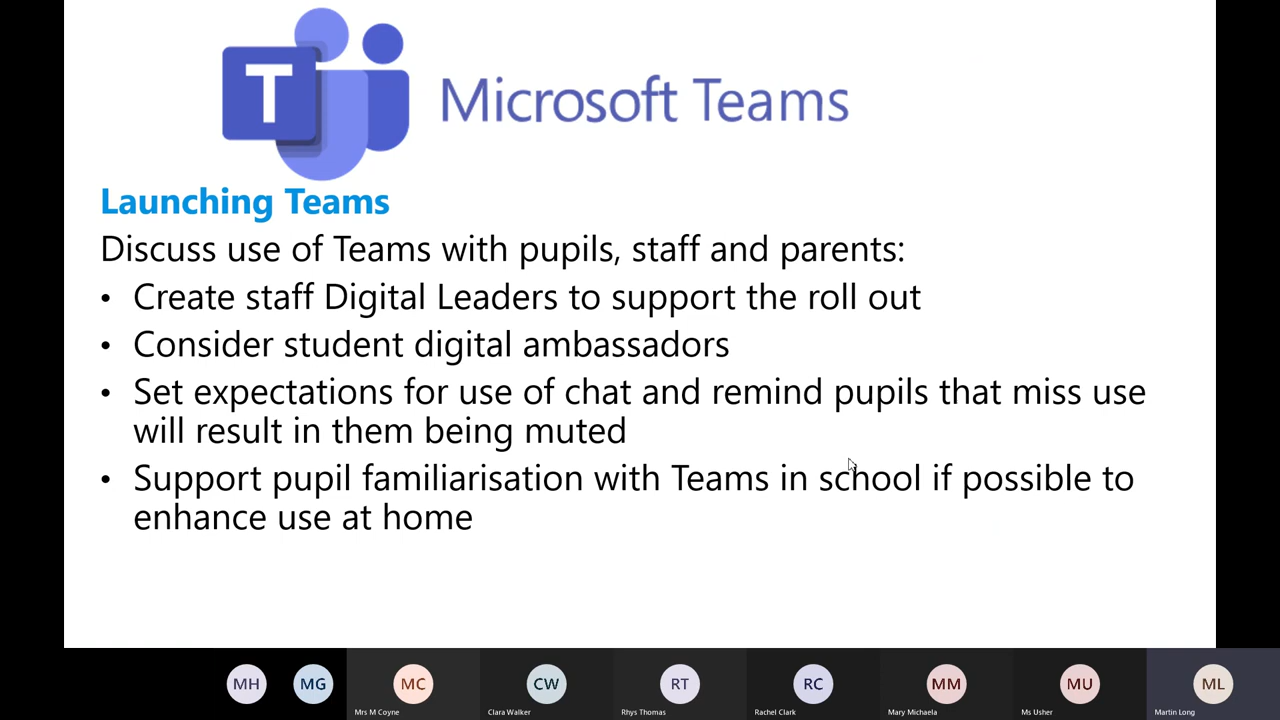 T
Microsoft Teams
Launching Teams
Discuss use of Teams with pupils, staff and parents:
• Create staff Digital Leaders to support the roll out
• Consider student digital ambassadors
• Set expectations for use of chat and remind pupils that miss use
will result in them being muted
• Support pupil familiarisation with Teams in school if possible to
enhance use at home
MH MG MC CW RT RC MM MU ML
Mrs M Coyne Clara Walker Rhys Thomas Rachel Clark Mary Michaela Ms Usher Martin Long